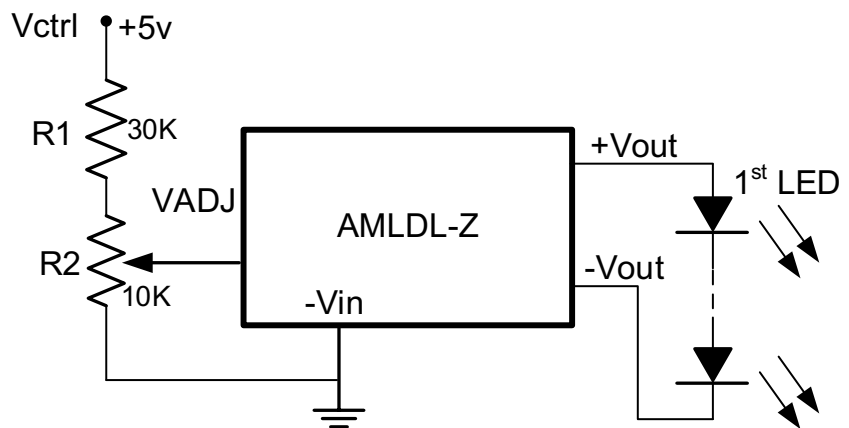 Vctrl +5v
R1 30K
VADJ
R2
10K
AMLDL-Z
-Vin
+Vout
1st LED
-Vout